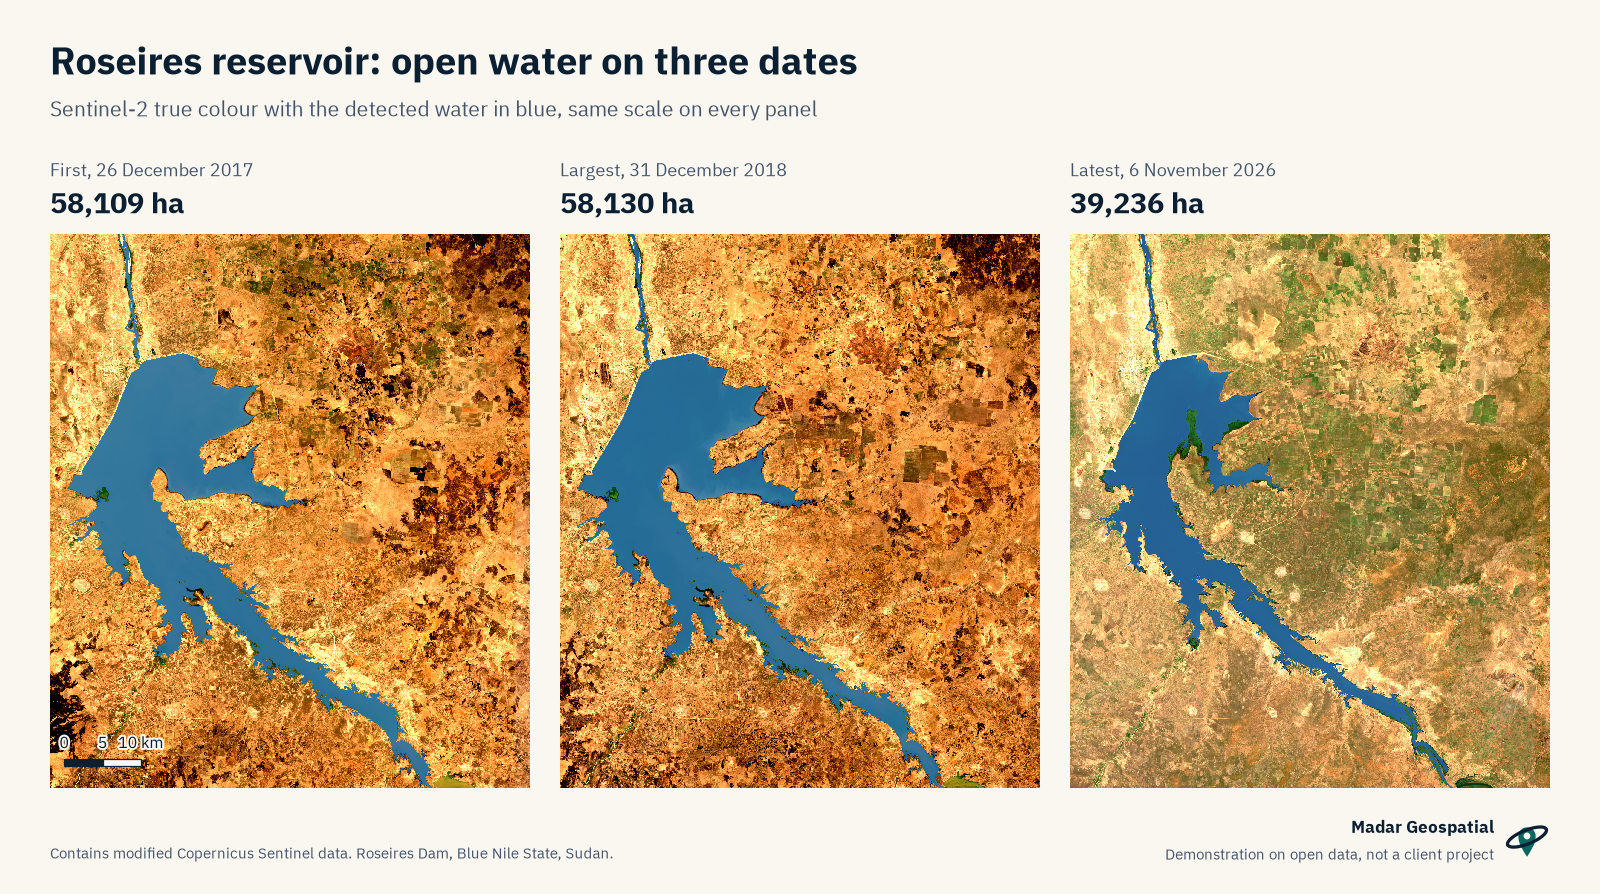 Roseires reservoir: open water on three dates
Sentinel-2 true colour with the detected water in blue, same scale on every panel
First, 26 December 2017
58,109 ha
Largest, 31 December 2018
58,130 ha
Latest, 6 November 2026
39,236 ha
0 5 10 km
Madar Geospatial
Contains modified Copernicus Sentinel data. Roseires Dam, Blue Nile State, Sudan.
Demonstration on open data, not a client project